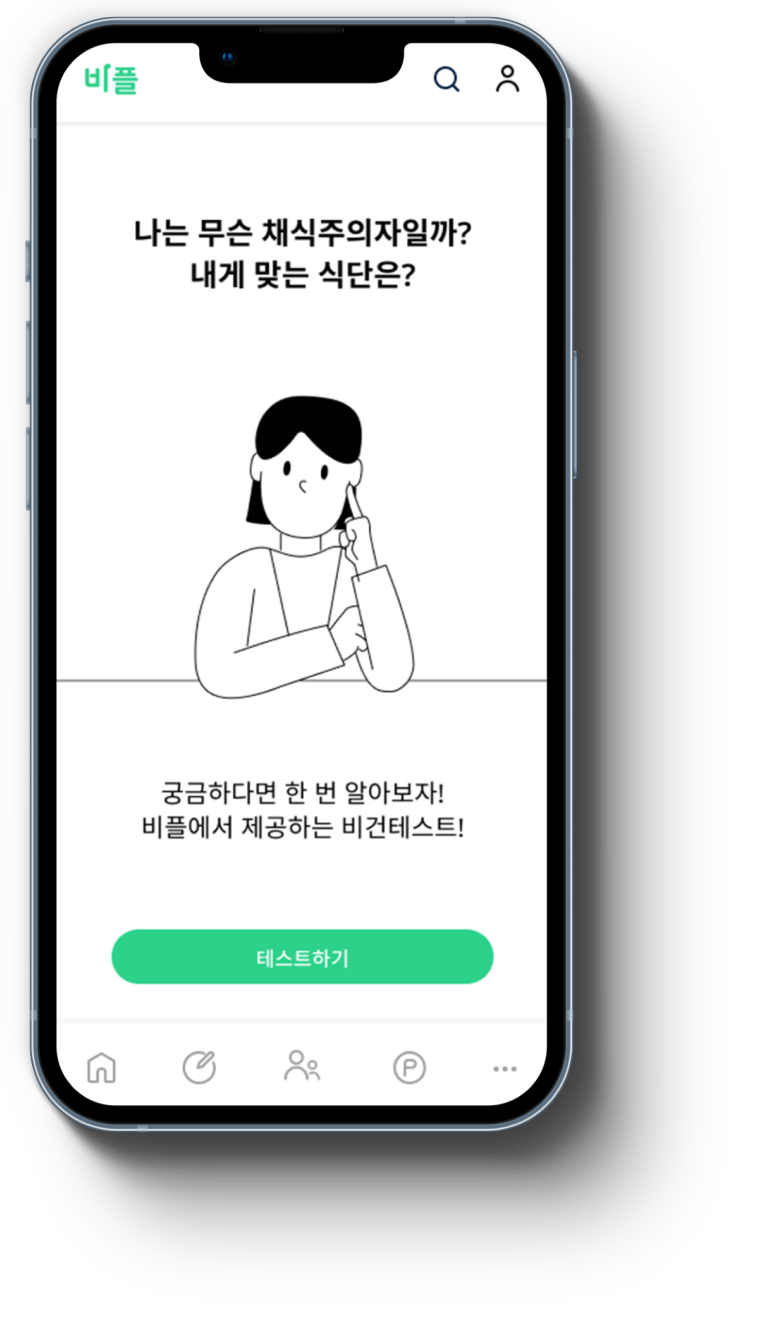 비플
나는 무슨 채식주의자일까?
내게 맞는 식단은?
궁금하다면 한 번 알아보자!
비플에서 제공하는 비건테스트!
테스트하기
P